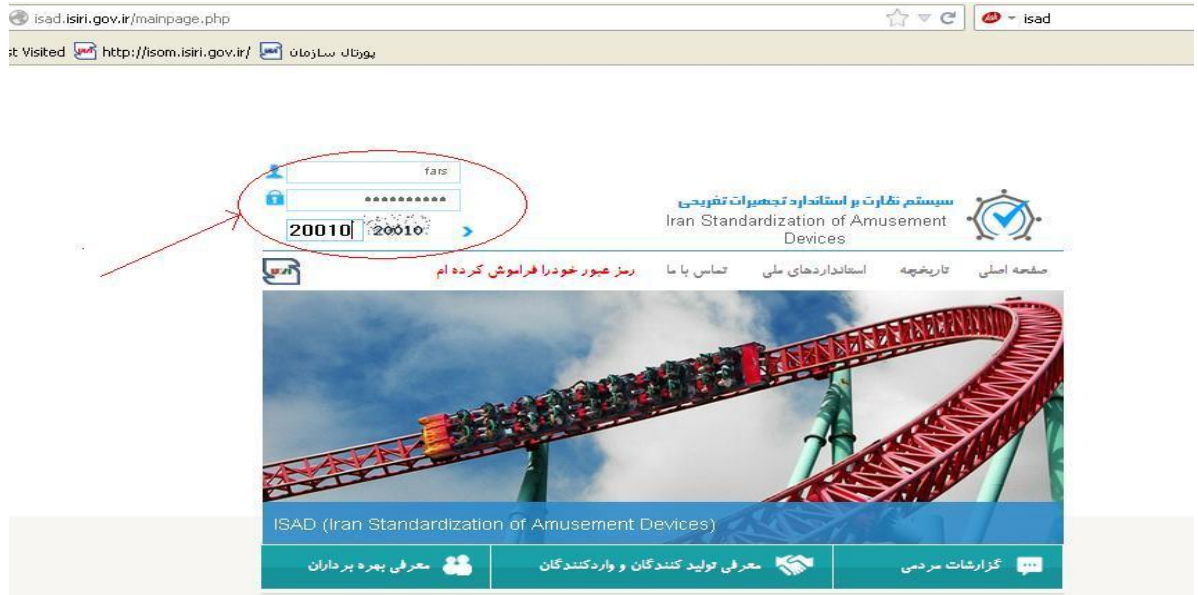 isad.isiri.gov.ir/mainpage.php
isad
st Visited http://isom.isiri.gov.ir/ پورتال سازمان
fars
20010 20010
سیستم نظارت بر استاندارد تجهیزات تفریحی
Iran Standardization of Amusement
Devices
صفحه اصلی تاریخچه استانداردهای ملی تماس با ما رمز عبور خودرا فراموش کرده ام
ISAD (Iran Standardization of Amusement Devices)
گزارشات مردمی معرفی تولید کنندگان و واردکنندگان معرفی بهره برداران